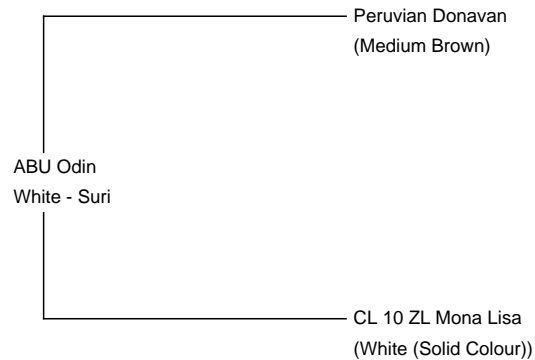 Peruvian Donavan
(Medium Brown)
ABU Odin
White - Suri
CL 10 ZL Mona Lisa
(White (Solid Colour))